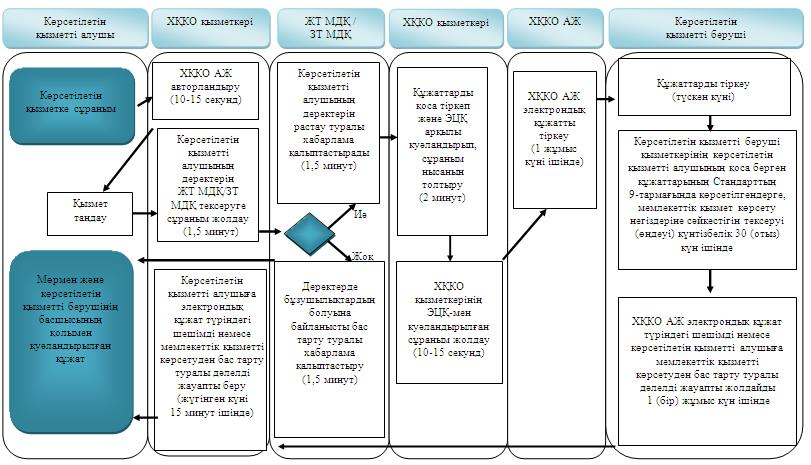 Көрсетілетін
қызметті алушы
ХҚКО қызметкері
ЖТ МДҚ /
ЗТ МДҚ
ХҚКО қызметкері
ХҚКО АЖ
Көрсетілетін
қызметті беруші
Көрсетілетін
қызметке сұраным
Қызмет
таңдау
Мөрмен және
көрсетілетін
қызметті берушінің
басшысының
қолымен
куәландырылған
құжат
ХҚКО АЖ
авторландыру
(10-15 секунд)
Көрсетілетін
қызметті
алушының
деректерін
ЖТ МДҚ/ЗТ
МДҚ тексеруге
сұраным жолдау
(1,5 минут)
Көрсетілетін
қызметті алушыға
электрондық
құжат түріндегі
шешімді немесе
мемлекеттік қызметті
көрсетуден бас тарту
туралы дәлелді
жауапты беру
(жүгінген күні
15 минут ішінде)
Көрсетілетін
қызметті
алушының
деректерін
растау туралы
хабарлама
қалыптастырады
(1,5 минут)
Иә
Жоқ
Деректерде
бұзушылықтардың
болуына
байланысты бас
тарту туралы
хабарлама
қалыптастыру
(1,5 минут)
Құжаттарды
қоса тіркеп
және ЭЦҚ
арқылы
куәландырып,
сұраным
нысанын
толтыру
(2 минут)
ХҚКО
қызметкерінің
ЭЦҚ-мен
куәландырылған
сұраным жолдау
(10-15 секунд)
ХҚКО АЖ
электрондық
құжатты
тіркеу
(1 жұмыс
күні ішінде)
Құжаттарды тіркеу
(түскен күні)
Көрсетілетін қызметті беруші
қызметкерінің көрсетілетін
қызметті алушының қоса берген
құжаттарының Стандарттың
9-тармағында көрсетілгендерге,
мемлекеттік қызмет көрсету
негіздеріне сәйкестігін тексеруі
(өңдеуі) күнтізбелік 30 (отыз)
күн ішінде
ХҚКО АЖ электрондық құжат
түріндегі шешімді немесе
көрсетілетін қызметті алушыға
мемлекеттік қызметті
көрсетуден бас тарту туралы
дәлелді жауапты жолдайды
1 (бір) жұмыс күн ішінде